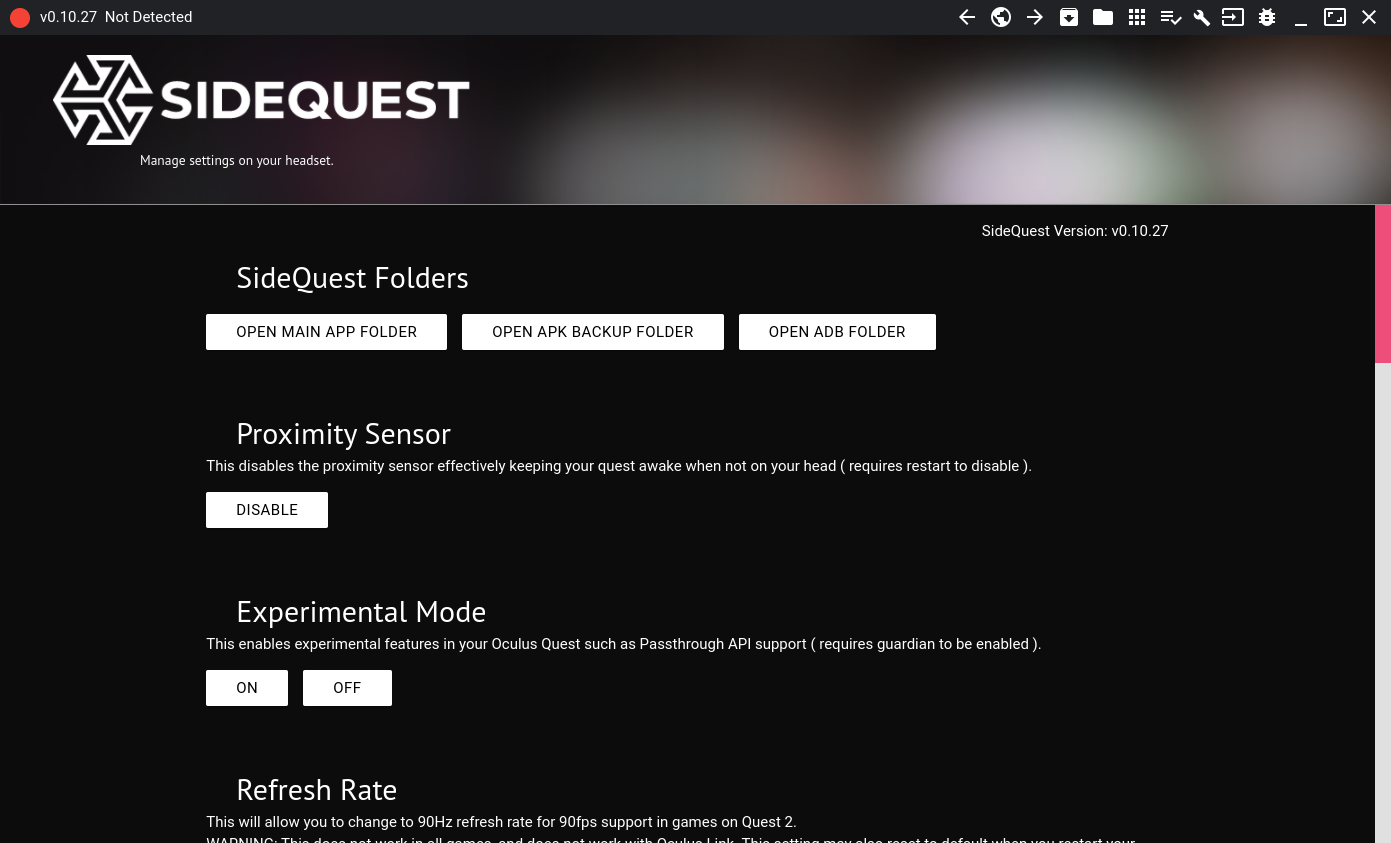 v0.10.27 Not Detected
SIDEQUEST
Manage settings on your headset.
SideQuest Version: v0.10.27
SideQuest Folders
OPEN MAIN APP FOLDER OPEN APK BACKUP FOLDER OPEN ADB FOLDER
Proximity Sensor
This disables the proximity sensor effectively keeping your quest awake when not on your head ( requires restart to disable ).
DISABLE
Experimental Mode
This enables experimental features in your Oculus Quest such as Passthrough API support ( requires guardian to be enabled ).
ON OFF
Refresh Rate
This will allow you to change to 90Hz refresh rate for 90fps support in games on Quest 2.
WARNING: This does not work in all games, and does not work with Oculus Link. This setting may also reset to default when you restart your